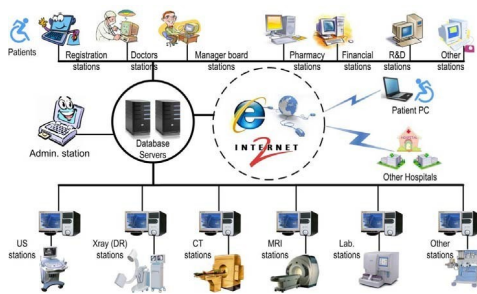 Patients
Registration
stations
Doctors
stations
Manager board
stations
Pharmacy
stations
Financial
stations
R&D
stations
Other
stations
Admin. station
Database
Servers
INTERNET
2
Patient PC
Other Hospitals
US
stations
Xray (DR)
stations
CT
stations
MRI
stations
Lab.
stations
Other
stations